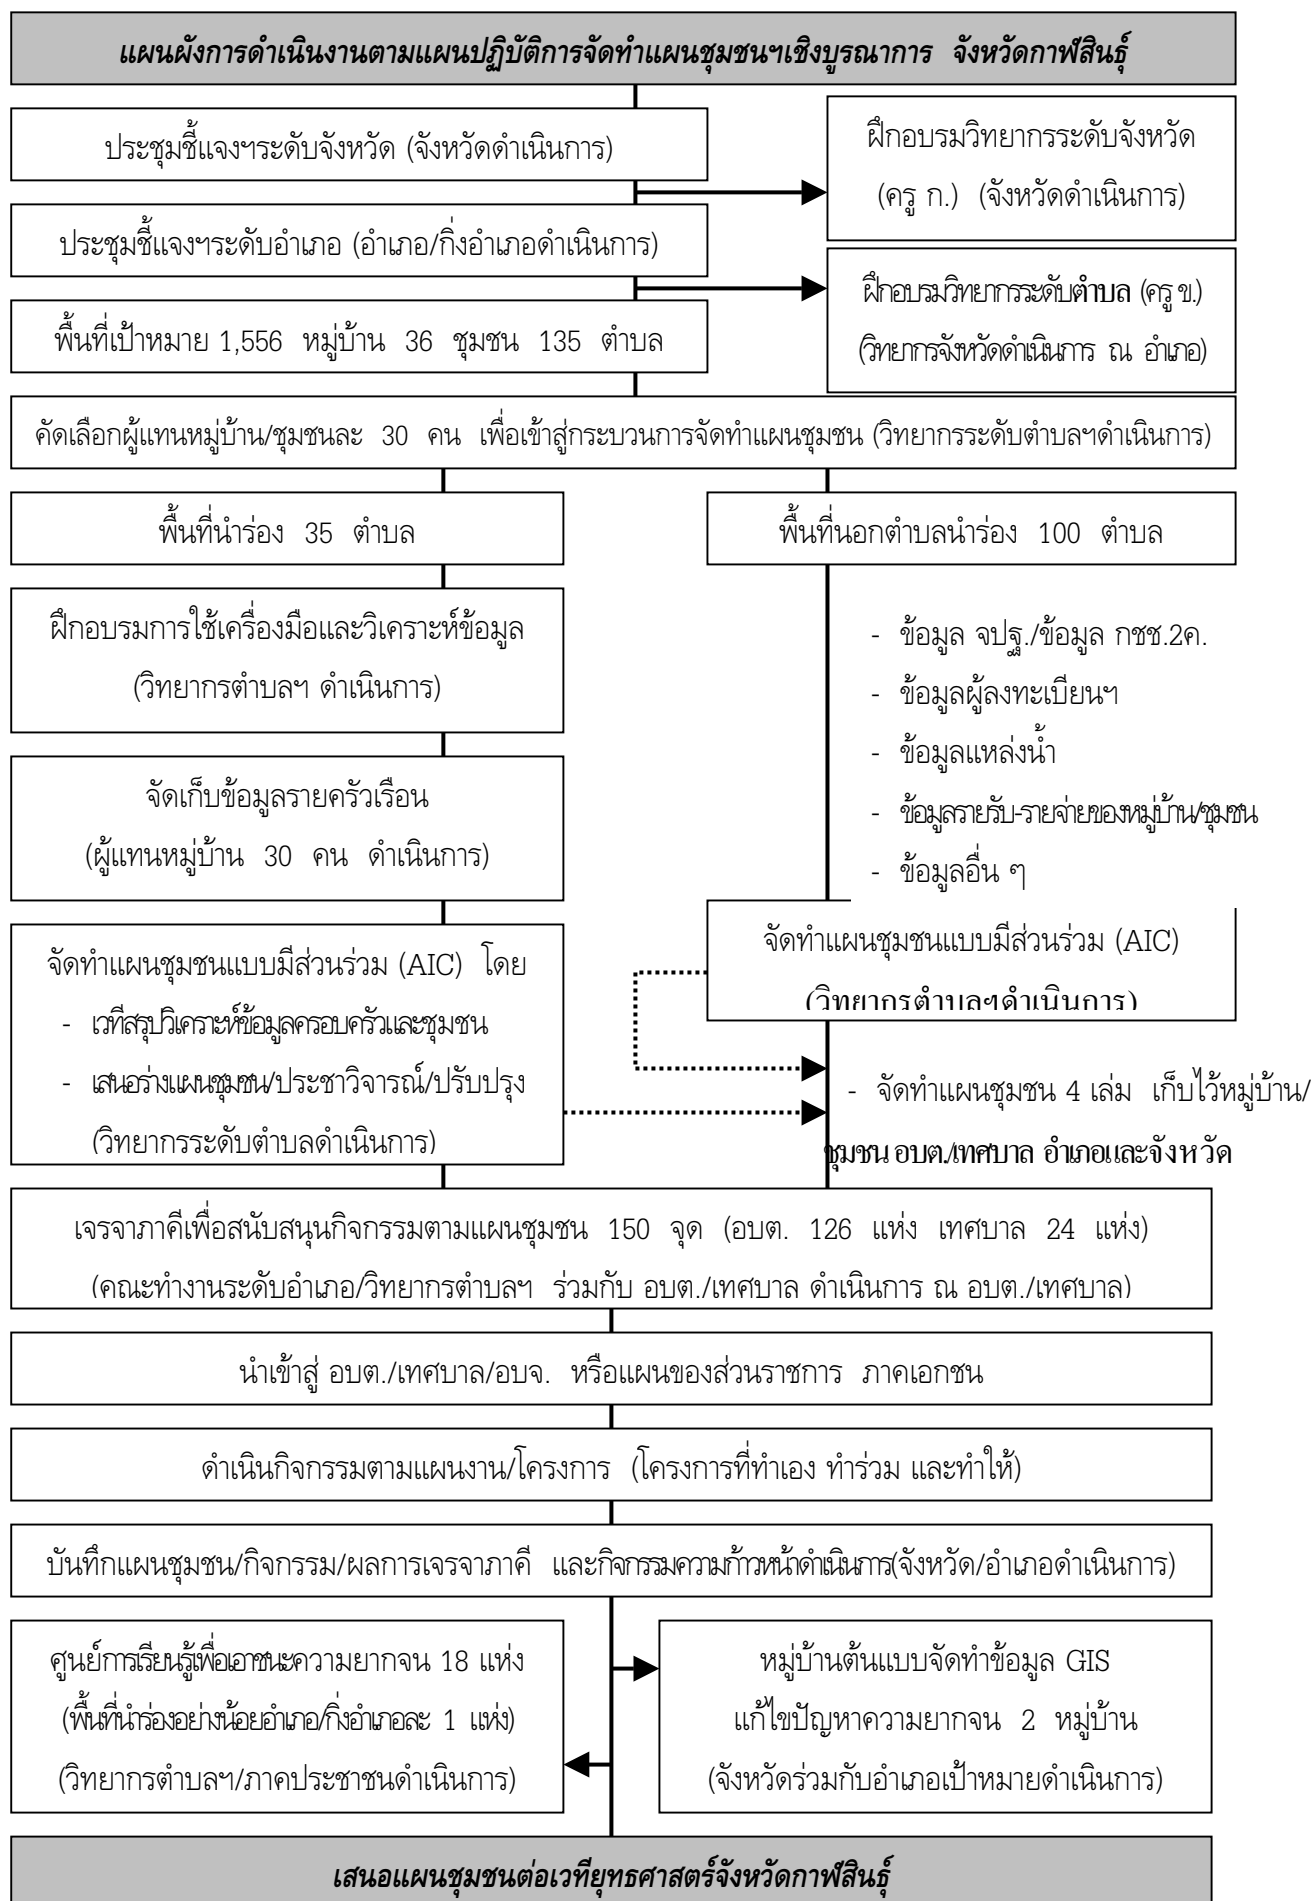 แผนผังการดำเนินงานตามแผนปฏิบัติการจัดทำแผนชุมชนฯเชิงบูรณาการ จังหวัดกาฬสินธุ์
ประชุมชี้แจงฯระดับจังหวัด (จังหวัดดำเนินการ)
ฝึกอบรมวิทยากรระดับจังหวัด
(ครู ก.) (จังหวัดดำเนินการ)
ประชุมชี้แจงฯระดับอำเภอ (อำเภอ/กิ่งอำเภอดำเนินการ)
ฝึกอบรมวิทยากรระดับตำบล (ครู ข.)
(วิทยากรจังหวัดดำเนินการ ณ อำเภอ)
พื้นที่เป้าหมาย 1,556 หมู่บ้าน 36 ชุมชน 135 ตำบล
คัดเลือกผู้แทนหมู่บ้าน/ชุมชนละ 30 คน เพื่อเข้าสู่กระบวนการจัดทำแผนชุมชน (วิทยากรระดับตำบลฯดำเนินการ)
พื้นที่นำร่อง 35 ตำบล
ฝึกอบรมการใช้เครื่องมือและวิเคราะห์ข้อมูล
(วิทยากรตำบลฯ ดำเนินการ)
จัดเก็บข้อมูลรายครัวเรือน
(ผู้แทนหมู่บ้าน 30 คน ดำเนินการ)
จัดทำแผนชุมชนแบบมีส่วนร่วม (AIC) โดย
- เวทีสรุปวิเคราะห์ข้อมูลครอบครัวและชุมชน
- เสนอร่างแผนชุมชน/ประชาวิจารณ์/ปรับปรุง
(วิทยากรระดับตำบลดำเนินการ)
พื้นที่นอกตำบลนำร่อง 100 ตำบล
- ข้อมูล จปฐ./ข้อมูล กชช.2ค.
- ข้อมูลผู้ลงทะเบียนฯ
- ข้อมูลแหล่งน้ำ
- ข้อมูลรายรับ-รายจ่ายของหมู่บ้าน/ชุมชน
- ข้อมูลอื่น ๆ
จัดทำแผนชุมชนแบบมีส่วนร่วม (AIC)
(วิทยากรตำบลฯดำเนินการ)
- จัดทำแผนชุมชน 4 เล่ม เก็บไว้หมู่บ้าน/
ชุมชน อบต./เทศบาล อำเภอและจังหวัด
เจรจาภาคีเพื่อสนับสนุนกิจกรรมตามแผนชุมชน 150 จุด (อบต. 126 แห่ง เทศบาล 24 แห่ง)
(คณะทำงานระดับอำเภอ/วิทยากรตำบลฯ ร่วมกับ อบต./เทศบาล ดำเนินการ ณ อบต./เทศบาล)
นำเข้าสู่ อบต./เทศบาล/อบจ. หรือแผนของส่วนราชการ ภาคเอกชน
ดำเนินกิจกรรมตามแผนงาน/โครงการ (โครงการที่ทำเอง ทำร่วม และทำให้)
บันทึกแผนชุมชน/กิจกรรม/ผลการเจรจาภาคี และกิจกรรมความก้าวหน้าดำเนินการ(จังหวัด/อำเภอดำเนินการ)
ศูนย์การเรียนรู้เพื่อเอาชนะความยากจน 18 แห่ง
(พื้นที่นำร่องอย่างน้อยอำเภอ/กิ่งอำเภอละ 1 แห่ง)
(วิทยากรตำบลฯ/ภาคประชาชนดำเนินการ)
หมู่บ้านต้นแบบจัดทำข้อมูล GIS
แก้ไขปัญหาความยากจน 2 หมู่บ้าน
(จังหวัดร่วมกับอำเภอเป้าหมายดำเนินการ)
เสนอแผนชุมชนต่อเวทียุทธศาสตร์จังหวัดกาฬสินธุ์